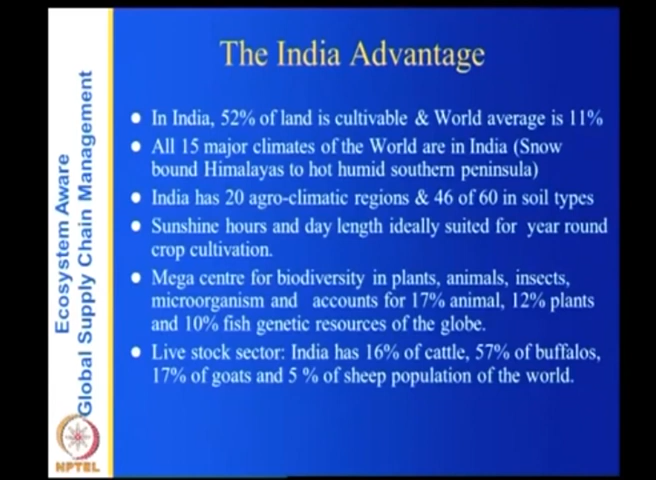 The India Advantage
• In India, 52% of land is cultivable & World average is 11%
• All 15 major climates of the World are in India (Snow
bound Himalayas to hot humid southern peninsula)
• India has 20 agro-climatic regions & 46 of 60 in soil types
• Sunshine hours and day length ideally suited for year round
crop cultivation.
• Mega centre for biodiversity in plants, animals, insects,
microorganism and accounts for 17% animal, 12% plants
and 10% fish genetic resources of the globe.
• Live stock sector: India has 16% of cattle, 57% of buffalos,
17% of goats and 5 % of sheep population of the world.
Ecosystem Aware
Global Supply Chain Management
NPTEL